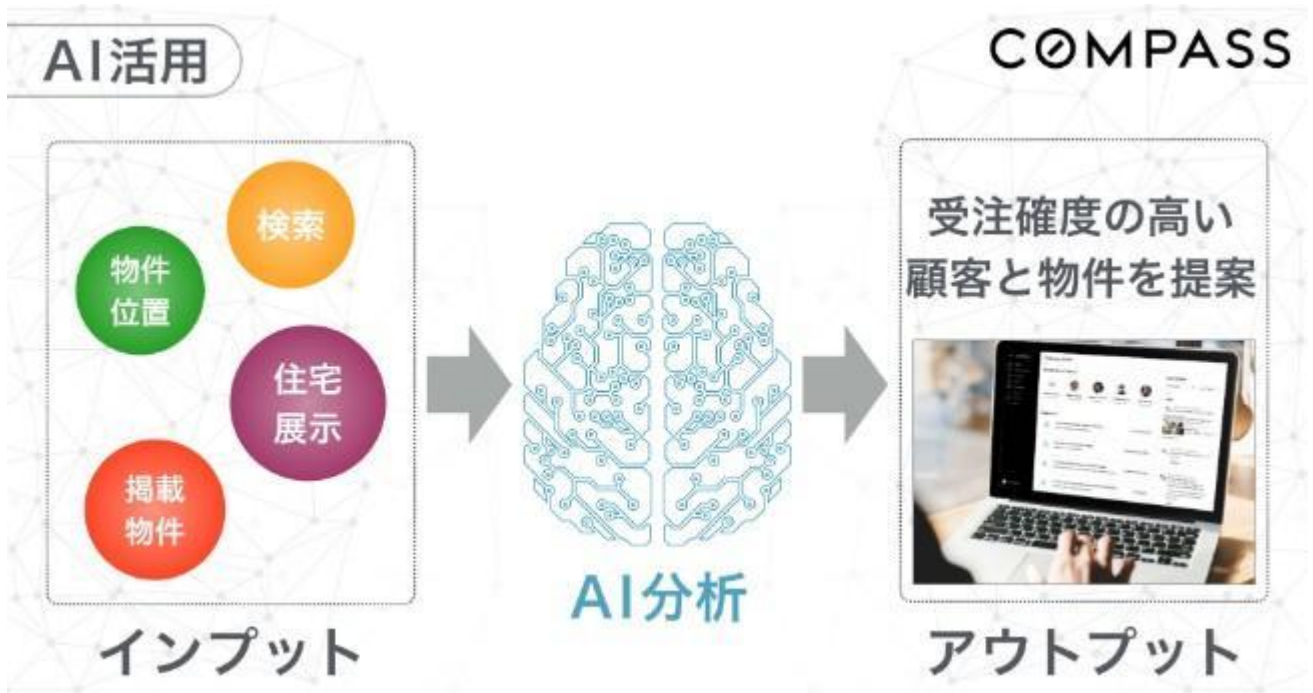 AI活用
COMPASS
検索
物件
位置
住宅
展示
掲載
物件
インプット
AI分析
受注確度の高い
顧客と物件を提案
アウトプット